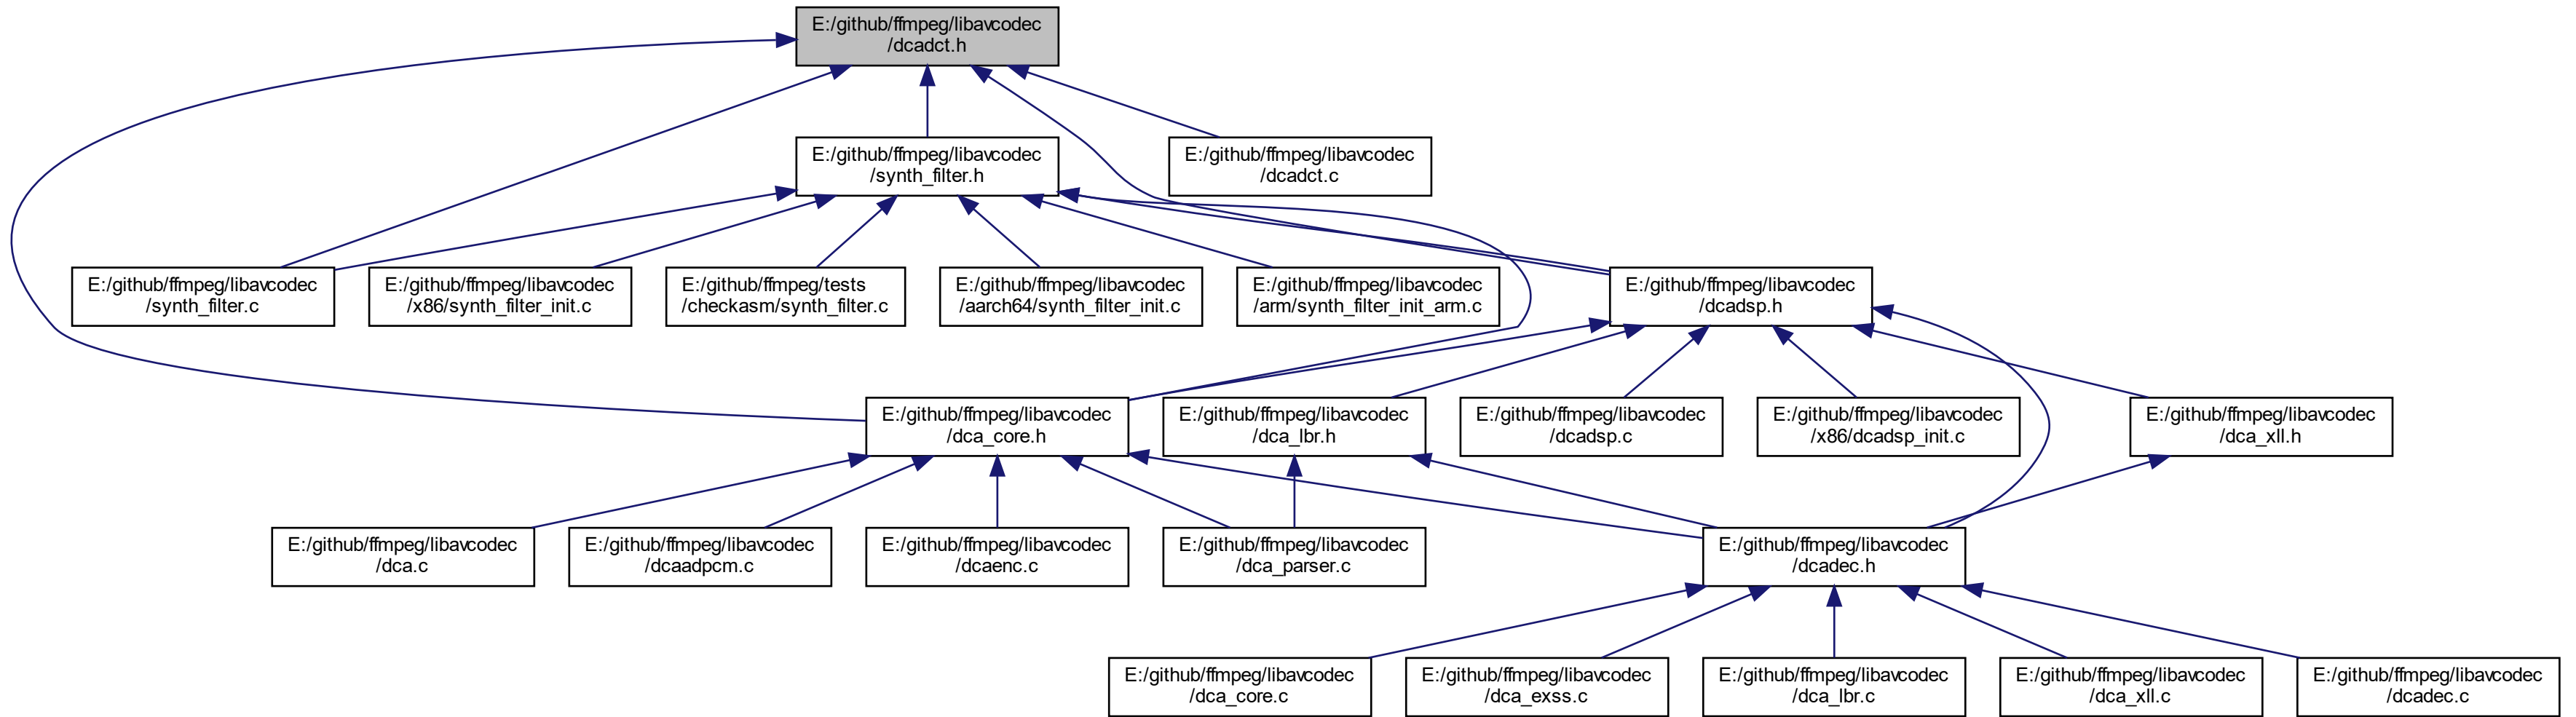 E:/github/ffmpeg/libavcodec
/dcadct.h
E:/github/ffmpeg/libavcodec
/synth_filter.h
E:/github/ffmpeg/libavcodec
/dcadct.c
E:/github/ffmpeg/libavcodec
/synth_filter.c
E:/github/ffmpeg/libavcodec
/x86/synth_filter_init.c
E:/github/ffmpeg/tests
/checkasm/synth_filter.c
E:/github/ffmpeg/libavcodec
/aarch64/synth_filter_init.c
E:/github/ffmpeg/libavcodec
/arm/synth_filter_init_arm.c
E:/github/ffmpeg/libavcodec
/dcadsp.h
E:/github/ffmpeg/libavcodec
/dca_core.h
E:/github/ffmpeg/libavcodec
/dca_lbr.h
E:/github/ffmpeg/libavcodec
/dcadsp.c
E:/github/ffmpeg/libavcodec
/x86/dcadsp_init.c
E:/github/ffmpeg/libavcodec
/dca_xll.h
E:/github/ffmpeg/libavcodec
/dca.c
E:/github/ffmpeg/libavcodec
/dcaadpcm.c
E:/github/ffmpeg/libavcodec
/dcaenc.c
E:/github/ffmpeg/libavcodec
/dca_parser.c
E:/github/ffmpeg/libavcodec
/dcadec.h
E:/github/ffmpeg/libavcodec
/dca_core.c
E:/github/ffmpeg/libavcodec
/dca_exss.c
E:/github/ffmpeg/libavcodec
/dca_lbr.c
E:/github/ffmpeg/libavcodec
/dca_xll.c
E:/github/ffmpeg/libavcodec
/dcadec.c